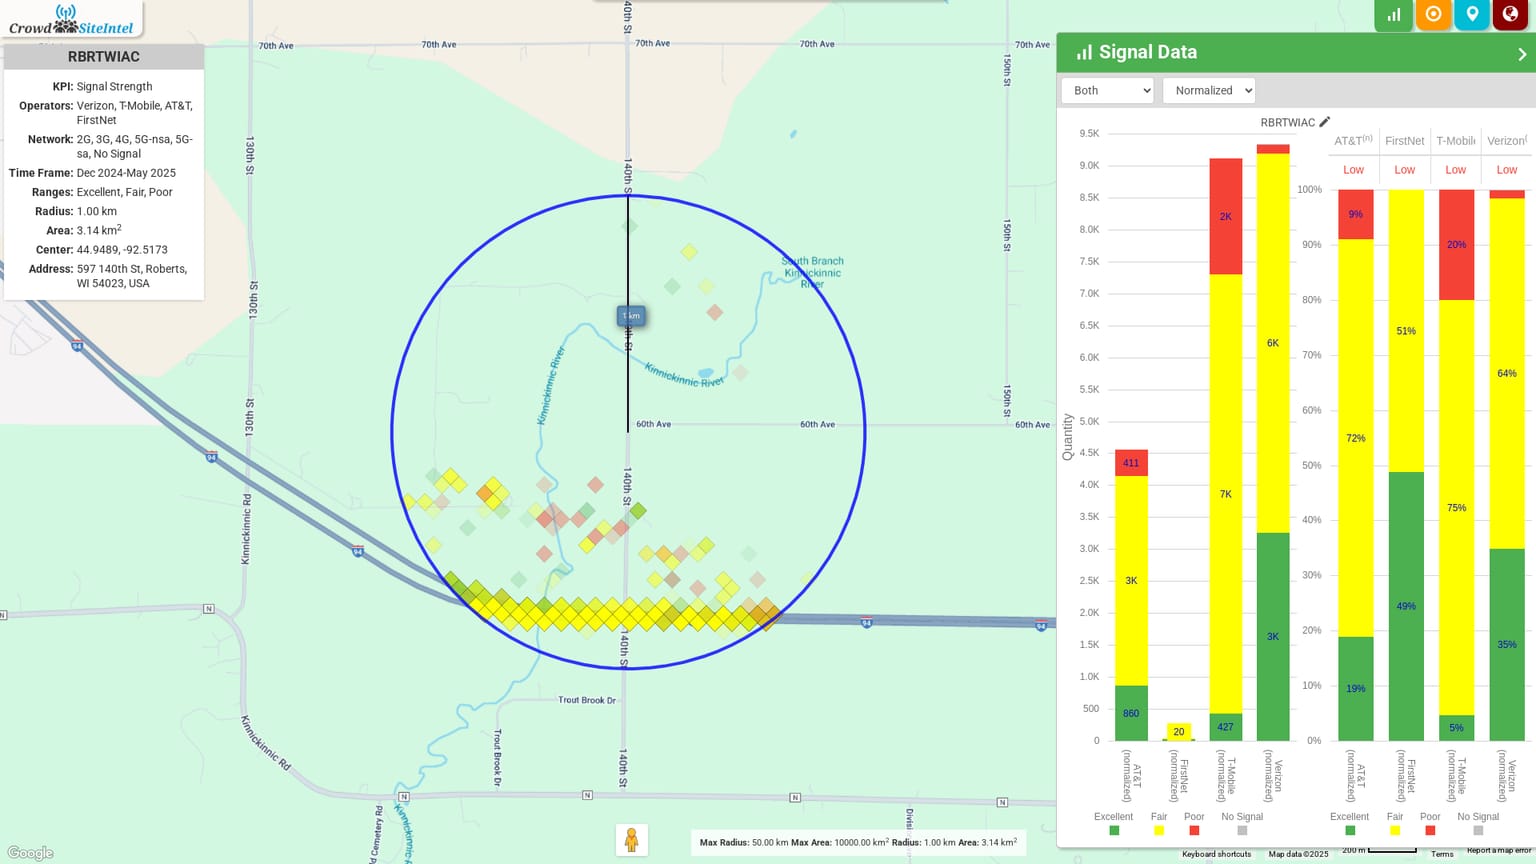 Crowd SiteIntel
RBRTWIAC
KPI: Signal Strength
Operators: Verizon, T-Mobile, AT&T,
FirstNet
Network: 2G, 3G, 4G, 5G-nsa, 5G-
sa, No Signal
Time Frame: Dec 2024-May 2025
Ranges: Excellent, Fair, Poor
Radius: 1.00 km
Area: 3.14 km²
Center: 44.9489, -92.5173
Address: 597 140th St, Roberts,
WI 54023, USA
70th Ave
70th Ave
70th Ave
70th Ave
130th St
130th St
130th St
140th St
140th St
140th St
140th St
140th St
150th St
150th St
150th St
South Branch
Kinnickinnic
River
1 km
Kinnickinnic River
Kinnickinnic River
60th Ave
60th Ave
60th Ave
94
94
94
94
94
Kinnickinnic Rd
Kinnickinnic Rd
N
N
N
N
N
N
Trout Brook Dr
Trout Brook Dr
d Cemetery Rd
Kinnickinnic R
Divisi
Google
Max Radius: 50.00 km Max Area: 10000.00 km² Radius: 1.00 km Area: 3.14 km²
Signal Data
Both
Normalized
RBRTWIAC
Quantity
9.5K
9.0K
8.5K
8.0K
7.5K
7.0K
6.5K
6.0K
5.5K
5.0K
4.5K
4.0K
3.5K
3.0K
2.5K
2.0K
1.5K
1.0K
500
0
411
3K
860
20
2K
7K
427
6K
3K
AT&T (normalized)
FirstNet (normalized)
T-Mobile (normalized)
Verizon (normalized)
Excellent Fair Poor No Signal
AT&T(n) FirstNet T-Mobile Verizon(
Low Low Low Low
100%
90%
80%
70%
60%
50%
40%
30%
20%
10%
0%
9%
72%
19%
51%
49%
20%
75%
5%
64%
35%
AT&T (normalized)
FirstNet (normalized)
T-Mobile (normalized)
Verizon (normalized)
Excellent Fair Poor No Signal
Keyboard shortcuts Map data ©2025 200 m Terms Report a map error